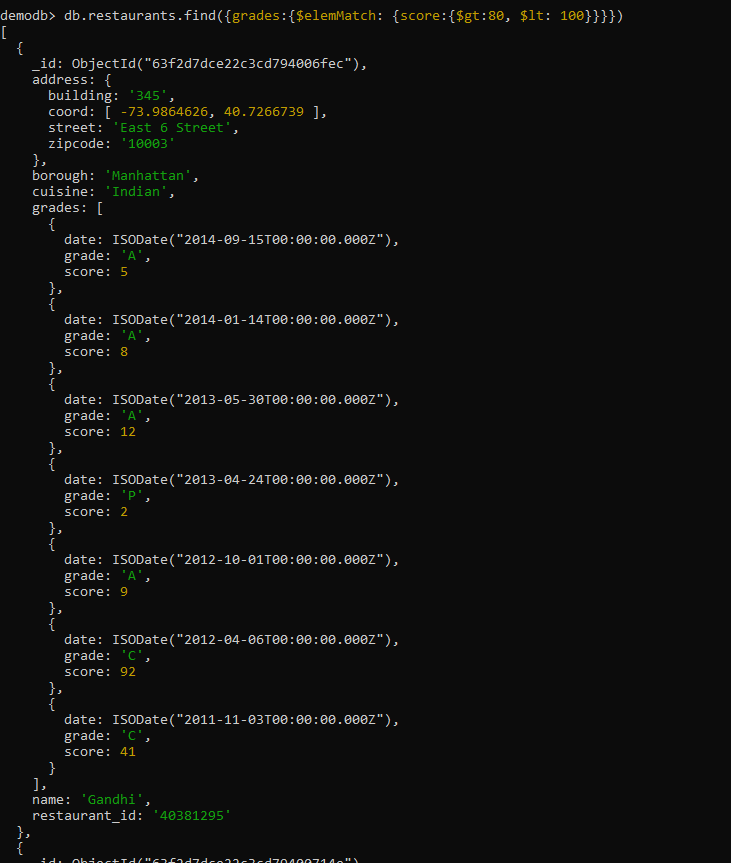 demodb> db.restaurants.find({grades:{$elemMatch: {score:{$gt:80, $lt: 100}}}})
[
  {
    _id: ObjectId("63f2d7dce22c3cd794006fec"),
    address: {
      building: '345',
      coord: [ -73.9864626, 40.7266739 ],
      street: 'East 6 Street',
      zipcode: '10003'
    },
    borough: 'Manhattan',
    cuisine: 'Indian',
    grades: [
      {
        date: ISODate("2014-09-15T00:00:00.000Z"),
        grade: 'A',
        score: 5
      },
      {
        date: ISODate("2014-01-14T00:00:00.000Z"),
        grade: 'A',
        score: 8
      },
      {
        date: ISODate("2013-05-30T00:00:00.000Z"),
        grade: 'A',
        score: 12
      },
      {
        date: ISODate("2013-04-24T00:00:00.000Z"),
        grade: 'P',
        score: 2
      },
      {
        date: ISODate("2012-10-01T00:00:00.000Z"),
        grade: 'A',
        score: 9
      },
      {
        date: ISODate("2012-04-06T00:00:00.000Z"),
        grade: 'C',
        score: 92
      },
      {
        date: ISODate("2011-11-03T00:00:00.000Z"),
        grade: 'C',
        score: 41
      }
    ],
    name: 'Gandhi',
    restaurant_id: '40381295'
  },
  {